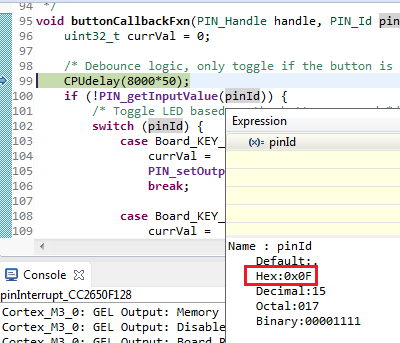 94 */
95 void buttonCallbackFxn(PIN_Handle handle, PIN_Id pin
96 uint32_t currVal = 0;
97
98 /* Debounce logic, only toggle if the button is
99 CPUdelay(8000*50);
100 if (!PIN_getInputValue(pinId)) {
101 /* Toggle LED based
102 switch (pinId) {
103 case Board_KEY_
104 currVal =
105 PIN_setOutp
106 break;
107
108 case Board_KEY_
109 currVal =
Expression
(x)= pinId
Name : pinId
Default:.
Hex:0x0F
Decimal:15
Octal:017
Binary:00001111
Console
pinInterrupt_CC2650F128
Cortex_M3_0: GEL Output: Memory
Cortex_M3_0: GEL Output: Disable
Cortex_M3_0: GEL Output: Board R